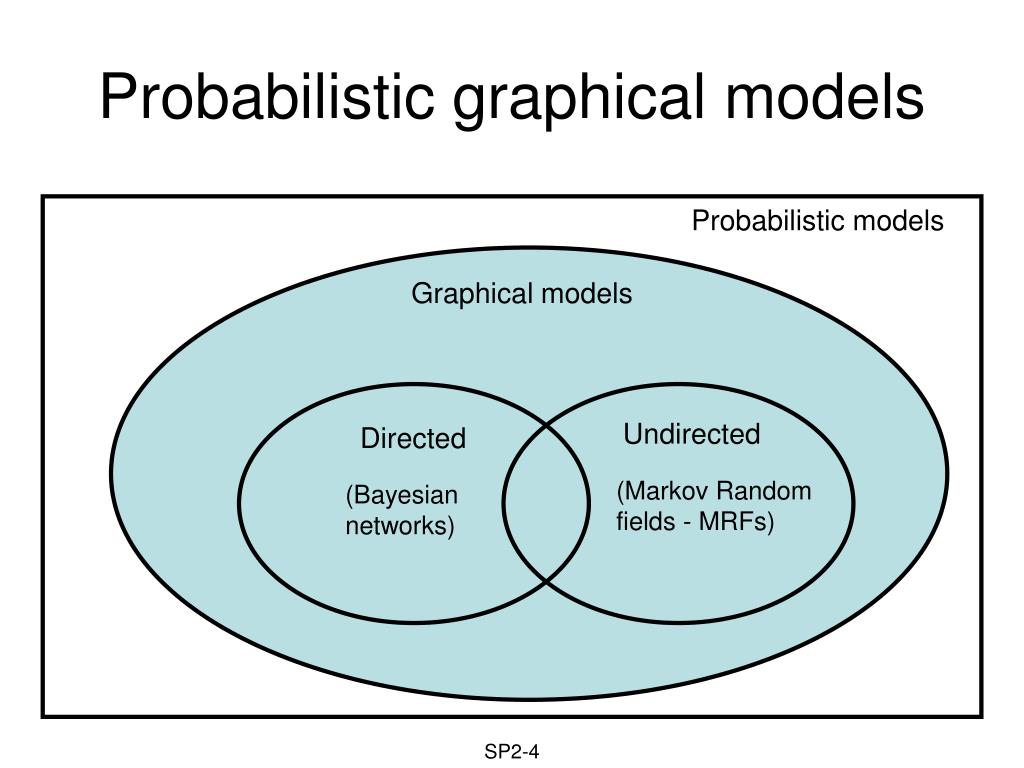 Probabilistic graphical models
Probabilistic models
Graphical models
Directed
(Bayesian
networks)
Undirected
(Markov Random
fields - MRFs)
SP2-4